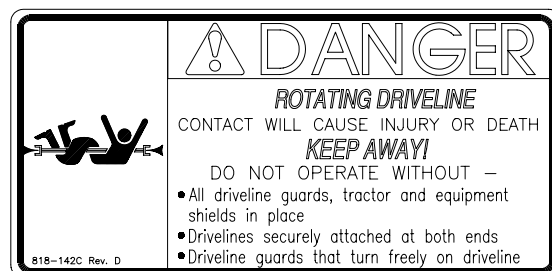 DANGER
ROTATING DRIVELINE
CONTACT WILL CAUSE INJURY OR DEATH
KEEP AWAY!
DO NOT OPERATE WITHOUT –
• All driveline guards, tractor and equipment
shields in place
• Drivelines securely attached at both ends
• Driveline guards that turn freely on driveline
818-142C Rev. D